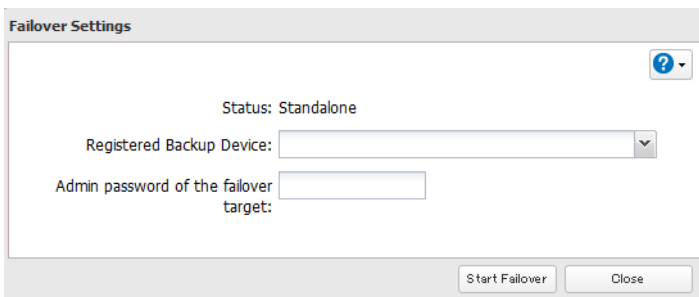 Failover Settings
?
Status: Standalone
Registered Backup Device:
Admin password of the failover
target:
Start Failover Close